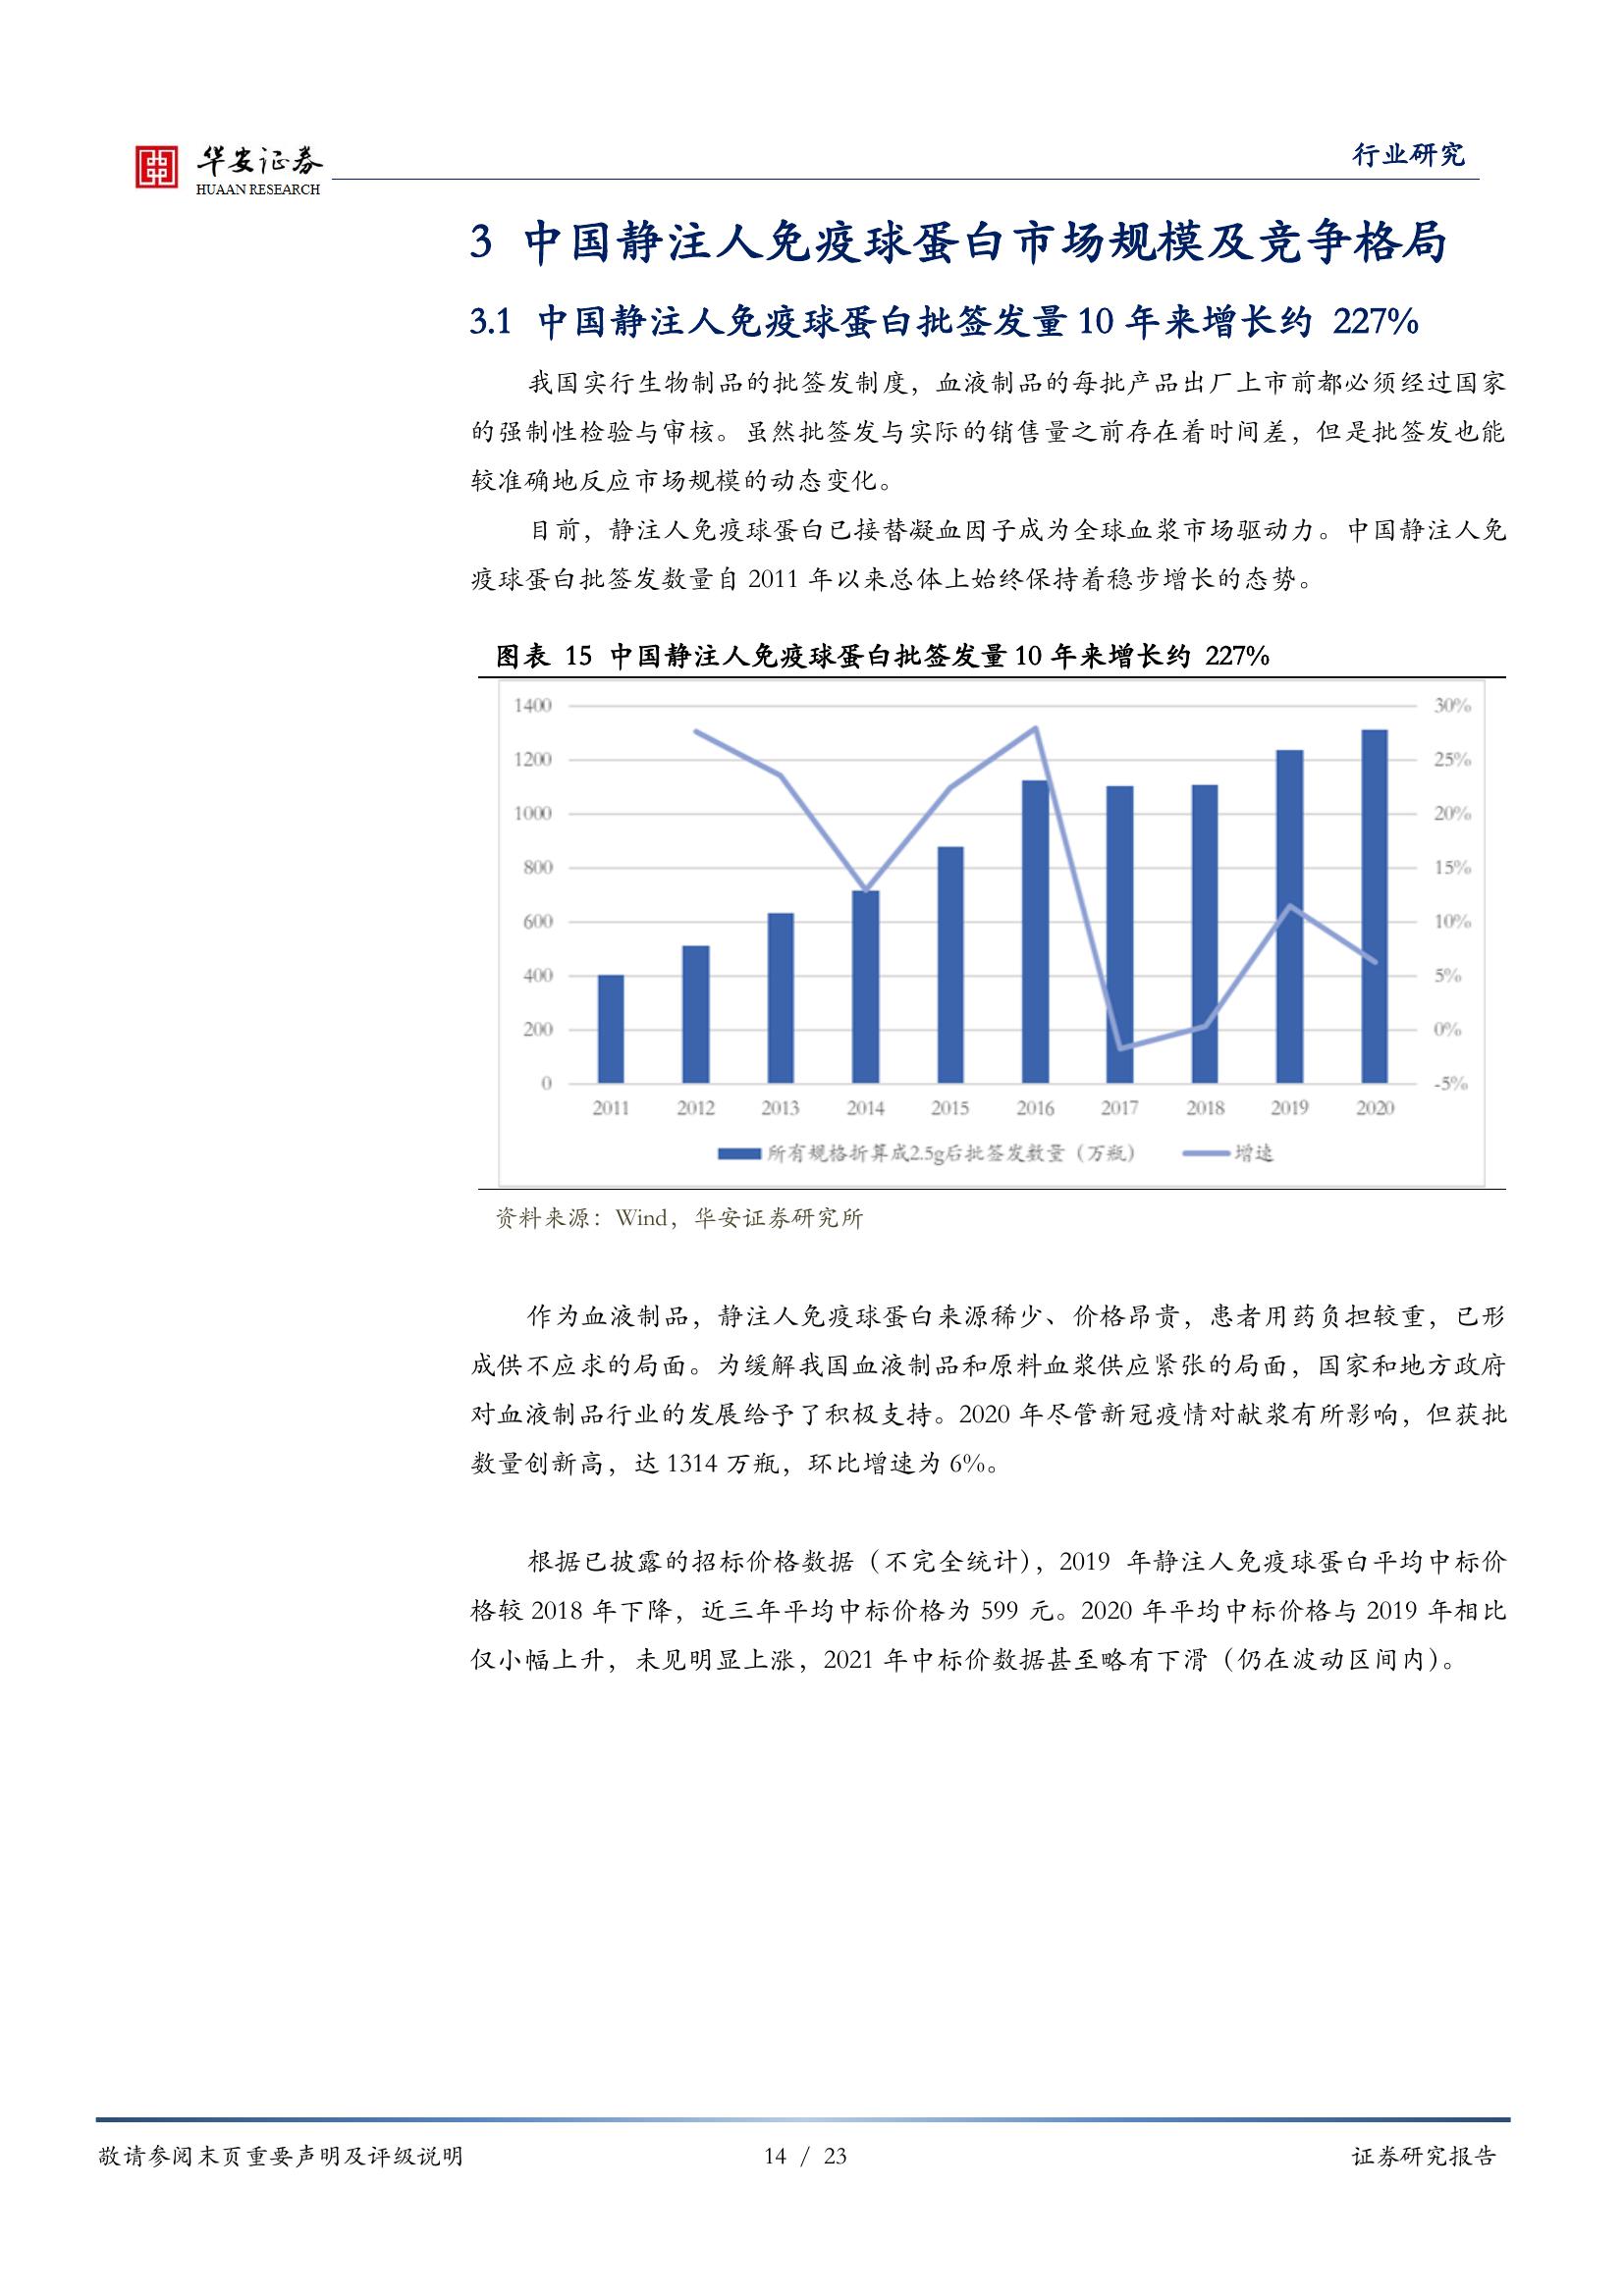 华安证券
HUAAN RESEARCH
行业研究
3 中国静注人免疫球蛋白市场规模及竞争格局
3.1 中国静注人免疫球蛋白批签发量 10 年来增长约 227%
我国实行生物制品的批签发制度，血液制品的每批产品出厂上市前都必须经过国家
的强制性检验与审核。虽然批签发与实际的销售量之前存在着时间差，但是批签发也能
较准确地反应市场规模的动态变化。
目前，静注人免疫球蛋白已接替凝血因子成为全球血浆市场驱动力。中国静注人免
疫球蛋白批签发数量自 2011 年以来总体上始终保持着稳步增长的态势。
图表 15 中国静注人免疫球蛋白批签发量 10 年来增长约 227%
1400 30%
1200 25%
1000 20%
800 15%
600 10%
400 5%
200 0%
0 -5%
2011 2012 2013 2014 2015 2016 2017 2018 2019 2020
所有规格折算成2.5g后批签发数量（万瓶） 增速
资料来源：Wind，华安证券研究所
作为血液制品，静注人免疫球蛋白来源稀少、价格昂贵，患者用药负担较重，已形
成供不应求的局面。为缓解我国血液制品和原料血浆供应紧张的局面，国家和地方政府
对血液制品行业的发展给予了积极支持。2020 年尽管新冠疫情对献浆有所影响，但获批
数量创新高，达 1314 万瓶，环比增速为 6%。
根据已披露的招标价格数据（不完全统计），2019 年静注人免疫球蛋白平均中标价
格较 2018 年下降，近三年平均中标价格为 599 元。2020 年平均中标价格与 2019 年相比
仅小幅上升，未见明显上涨，2021 年中标价数据甚至略有下滑（仍在波动区间内）。
敬请参阅末页重要声明及评级说明 14 / 23 证券研究报告